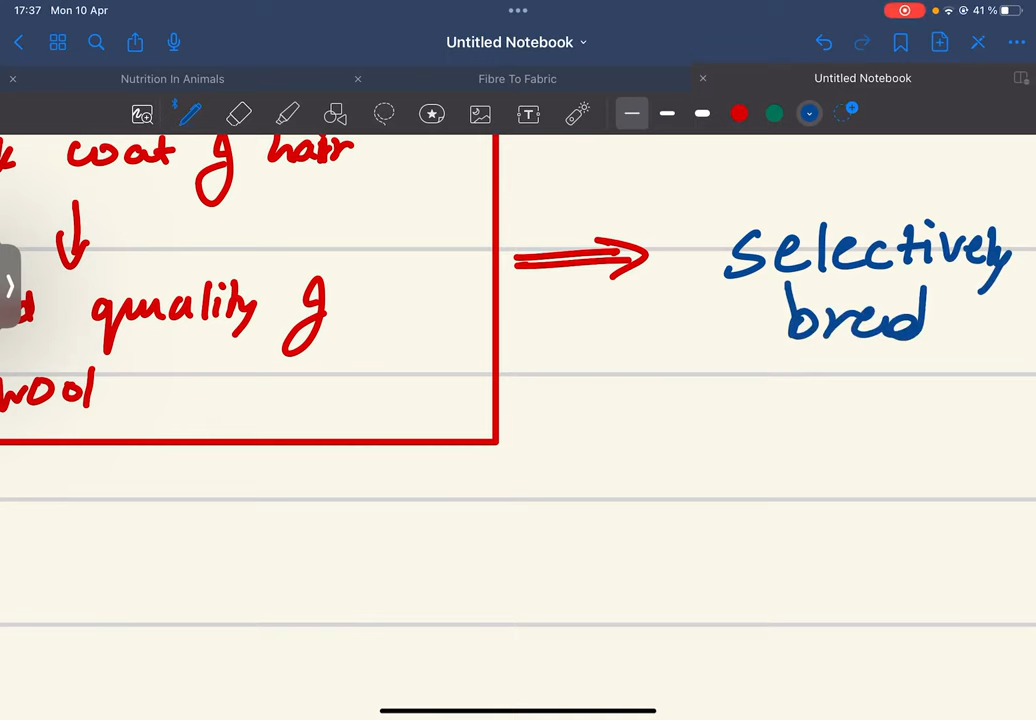 17:37 Mon 10 Apr
41 %
Untitled Notebook
Nutrition In Animals
Fibre To Fabric
Untitled Notebook
coat of hair
quality of
wool
selectively
bred